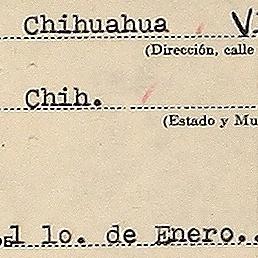 Chihuahua
(Dirección, calle
Chih.
(Estado y Mu
1 lo. de Enero..